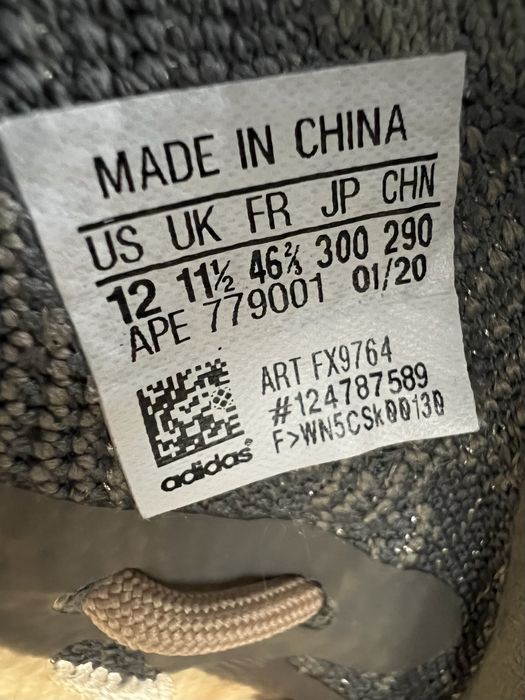 MADE IN CHINA
US UK FR JP CHN
12 11½ 46⅔ 300 290
APE 779001 01/20
ART FX9764
#124787589
F>WN5CSk00130
adidas